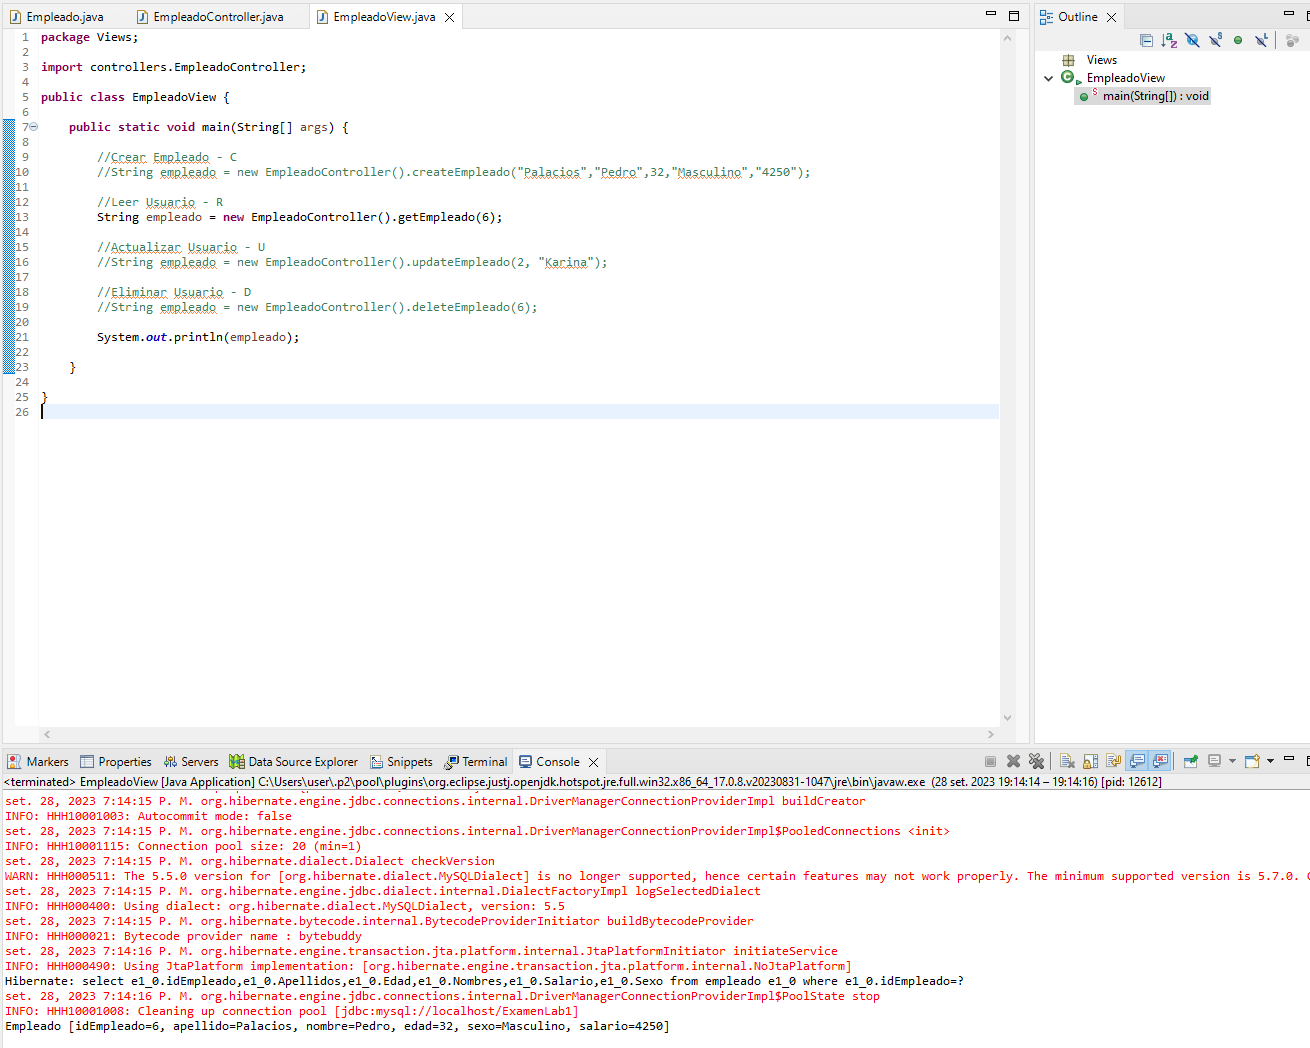 Empleado.java EmpleadoController.java EmpleadoView.java
1 package Views;
2
3 import controllers.EmpleadoController;
4
5 public class EmpleadoView {
6
7 public static void main(String[] args) {
8
9 //Crear Empleado - C
10 //String empleado = new EmpleadoController().createEmpleado("Palacios","Pedro",32,"Masculino","4250");
11
12 //Leer Usuario - R
13 String empleado = new EmpleadoController().getEmpleado(6);
14
15 //Actualizar Usuario - U
16 //String empleado = new EmpleadoController().updateEmpleado(2, "Karina");
17
18 //Eliminar Usuario - D
19 //String empleado = new EmpleadoController().deleteEmpleado(6);
20
21 System.out.println(empleado);
22
23 }
24
25 }
26
Outline
Views
EmpleadoView
main(String[]) : void
Markers Properties Servers Data Source Explorer Snippets Terminal Console
<terminated> EmpleadoView [Java Application] C:\Users\user\.p2\pool\plugins\org.eclipse.justj.openjdk.hotspot.jre.full.win32.x86_64_17.0.8.v20230831-1047\jre\bin\javaw.exe (28 set. 2023 19:14:14 – 19:14:16) [pid: 12612]
set. 28, 2023 7:14:15 P. M. org.hibernate.engine.jdbc.connections.internal.DriverManagerConnectionProviderImpl buildCreator
INFO: HHH10001003: Autocommit mode: false
set. 28, 2023 7:14:15 P. M. org.hibernate.engine.jdbc.connections.internal.DriverManagerConnectionProviderImpl$PooledConnections <init>
INFO: HHH10001115: Connection pool size: 20 (min=1)
set. 28, 2023 7:14:15 P. M. org.hibernate.dialect.Dialect checkVersion
WARN: HHH000511: The 5.5.0 version for [org.hibernate.dialect.MySQLDialect] is no longer supported, hence certain features may not work properly. The minimum supported version is 5.7.0.
set. 28, 2023 7:14:15 P. M. org.hibernate.engine.jdbc.dialect.internal.DialectFactoryImpl logSelectedDialect
INFO: HHH000400: Using dialect: org.hibernate.dialect.MySQLDialect, version: 5.5
set. 28, 2023 7:14:15 P. M. org.hibernate.bytecode.internal.BytecodeProviderInitiator buildBytecodeProvider
INFO: HHH000021: Bytecode provider name : bytebuddy
set. 28, 2023 7:14:15 P. M. org.hibernate.engine.transaction.jta.platform.internal.JtaPlatformInitiator initiateService
INFO: HHH000490: Using JtaPlatform implementation: [org.hibernate.engine.transaction.jta.platform.internal.NoJtaPlatform]
Hibernate: select e1_0.idEmpleado,e1_0.Apellidos,e1_0.Edad,e1_0.Nombres,e1_0.Salario,e1_0.Sexo from empleado e1_0 where e1_0.idEmpleado=?
set. 28, 2023 7:14:16 P. M. org.hibernate.engine.jdbc.connections.internal.DriverManagerConnectionProviderImpl$PoolState stop
INFO: HHH10001008: Cleaning up connection pool [jdbc:mysql://localhost/ExamenLab1]
Empleado [idEmpleado=6, apellido=Palacios, nombre=Pedro, edad=32, sexo=Masculino, salario=4250]